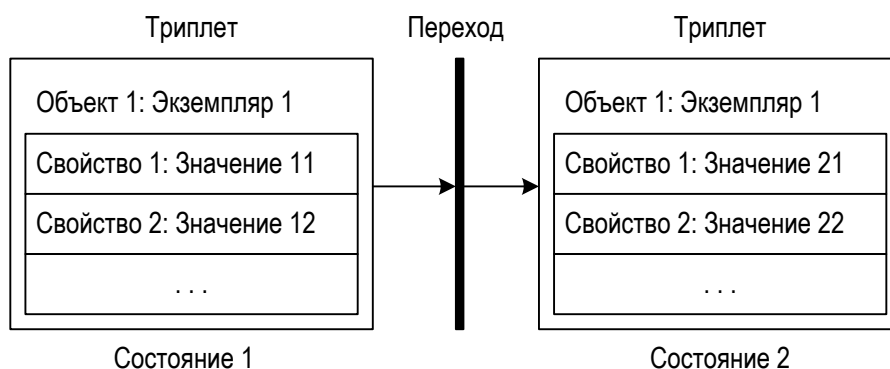 Триплет
Переход
Триплет
Объект 1: Экземпляр 1
Свойство 1: Значение 11
Свойство 2: Значение 12
. . .
Состояние 1
Объект 1: Экземпляр 1
Свойство 1: Значение 21
Свойство 2: Значение 22
. . .
Состояние 2